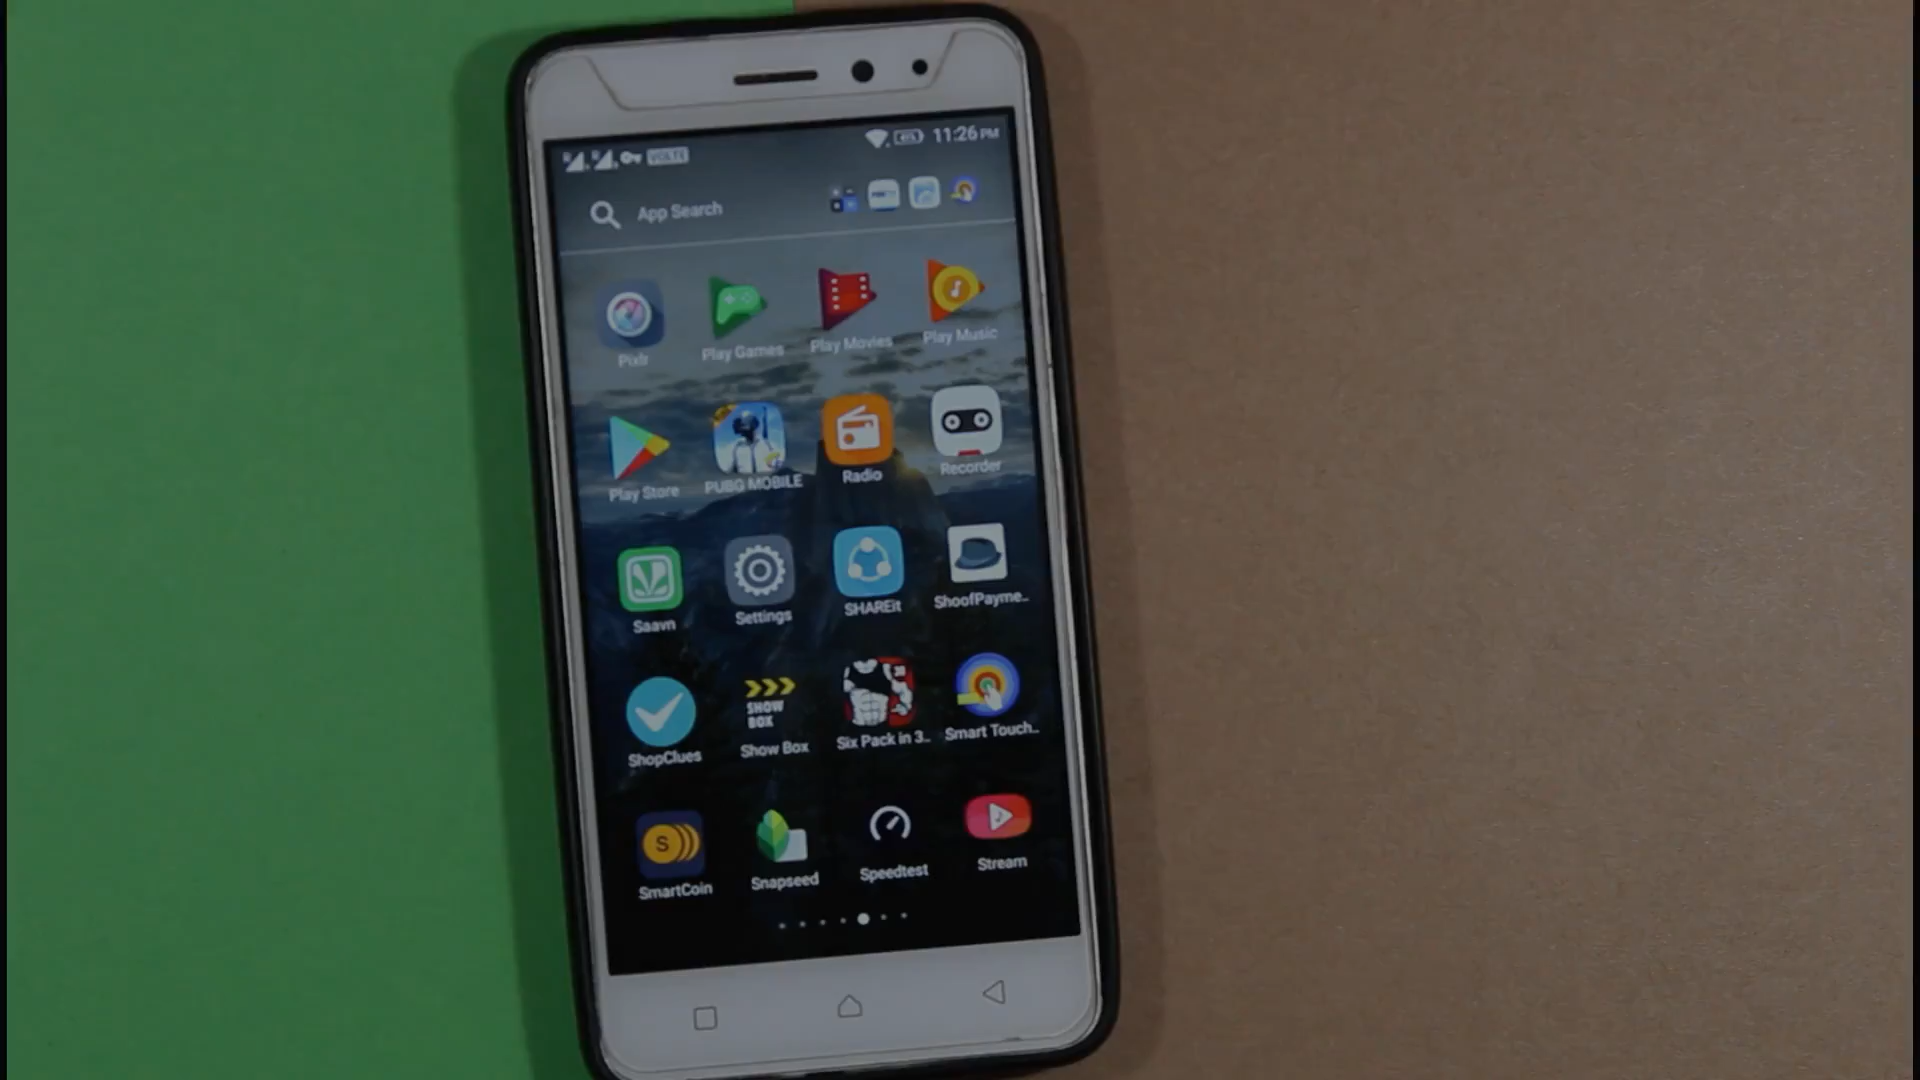 VOLTE 11:26 PM
App Search
Pixlr Play Games Play Movies Play Music
Play Store PUBG MOBILE Radio Recorder
Saavn Settings SHAREit ShoofPayme..
SHOW
BOX
ShopClues Show Box Six Pack in 3.. Smart Touch..
S
SmartCoin Snapseed Speedtest Stream